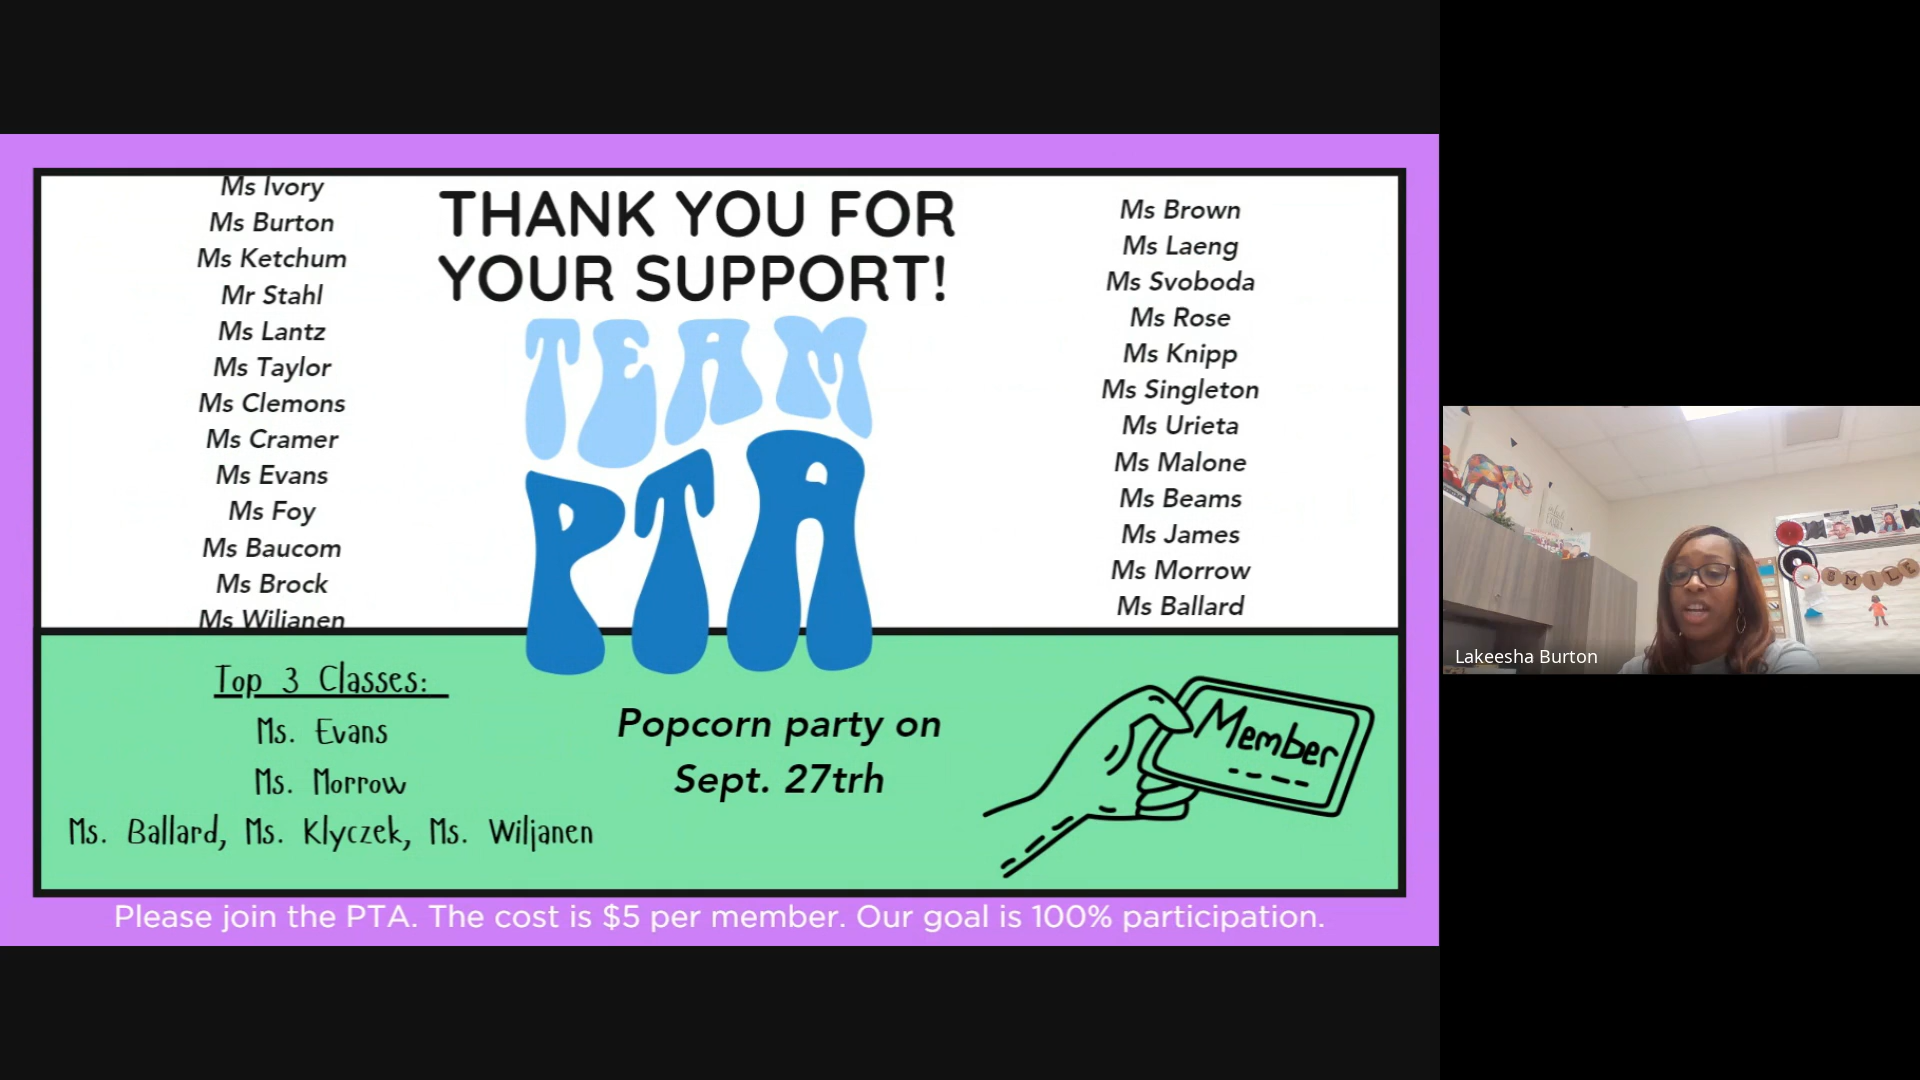 Ms Ivory
Ms Burton
Ms Ketchum
Mr Stahl
Ms Lantz
Ms Taylor
Ms Clemons
Ms Cramer
Ms Evans
Ms Foy
Ms Baucom
Ms Brock
Ms Wiljanen
THANK YOU FOR
YOUR SUPPORT!
TEAM
PTA
Ms Brown
Ms Laeng
Ms Svoboda
Ms Rose
Ms Knipp
Ms Singleton
Ms Urieta
Ms Malone
Ms Beams
Ms James
Ms Morrow
Ms Ballard
Top 3 Classes:
Ms. Evans
Ms. Morrow
Ms. Ballard, Ms. Klyczek, Ms. Wiljanen
Popcorn party on
Sept. 27trh
Member
Please join the PTA. The cost is $5 per member. Our goal is 100% participation.
SMILE
Lakeesha Burton